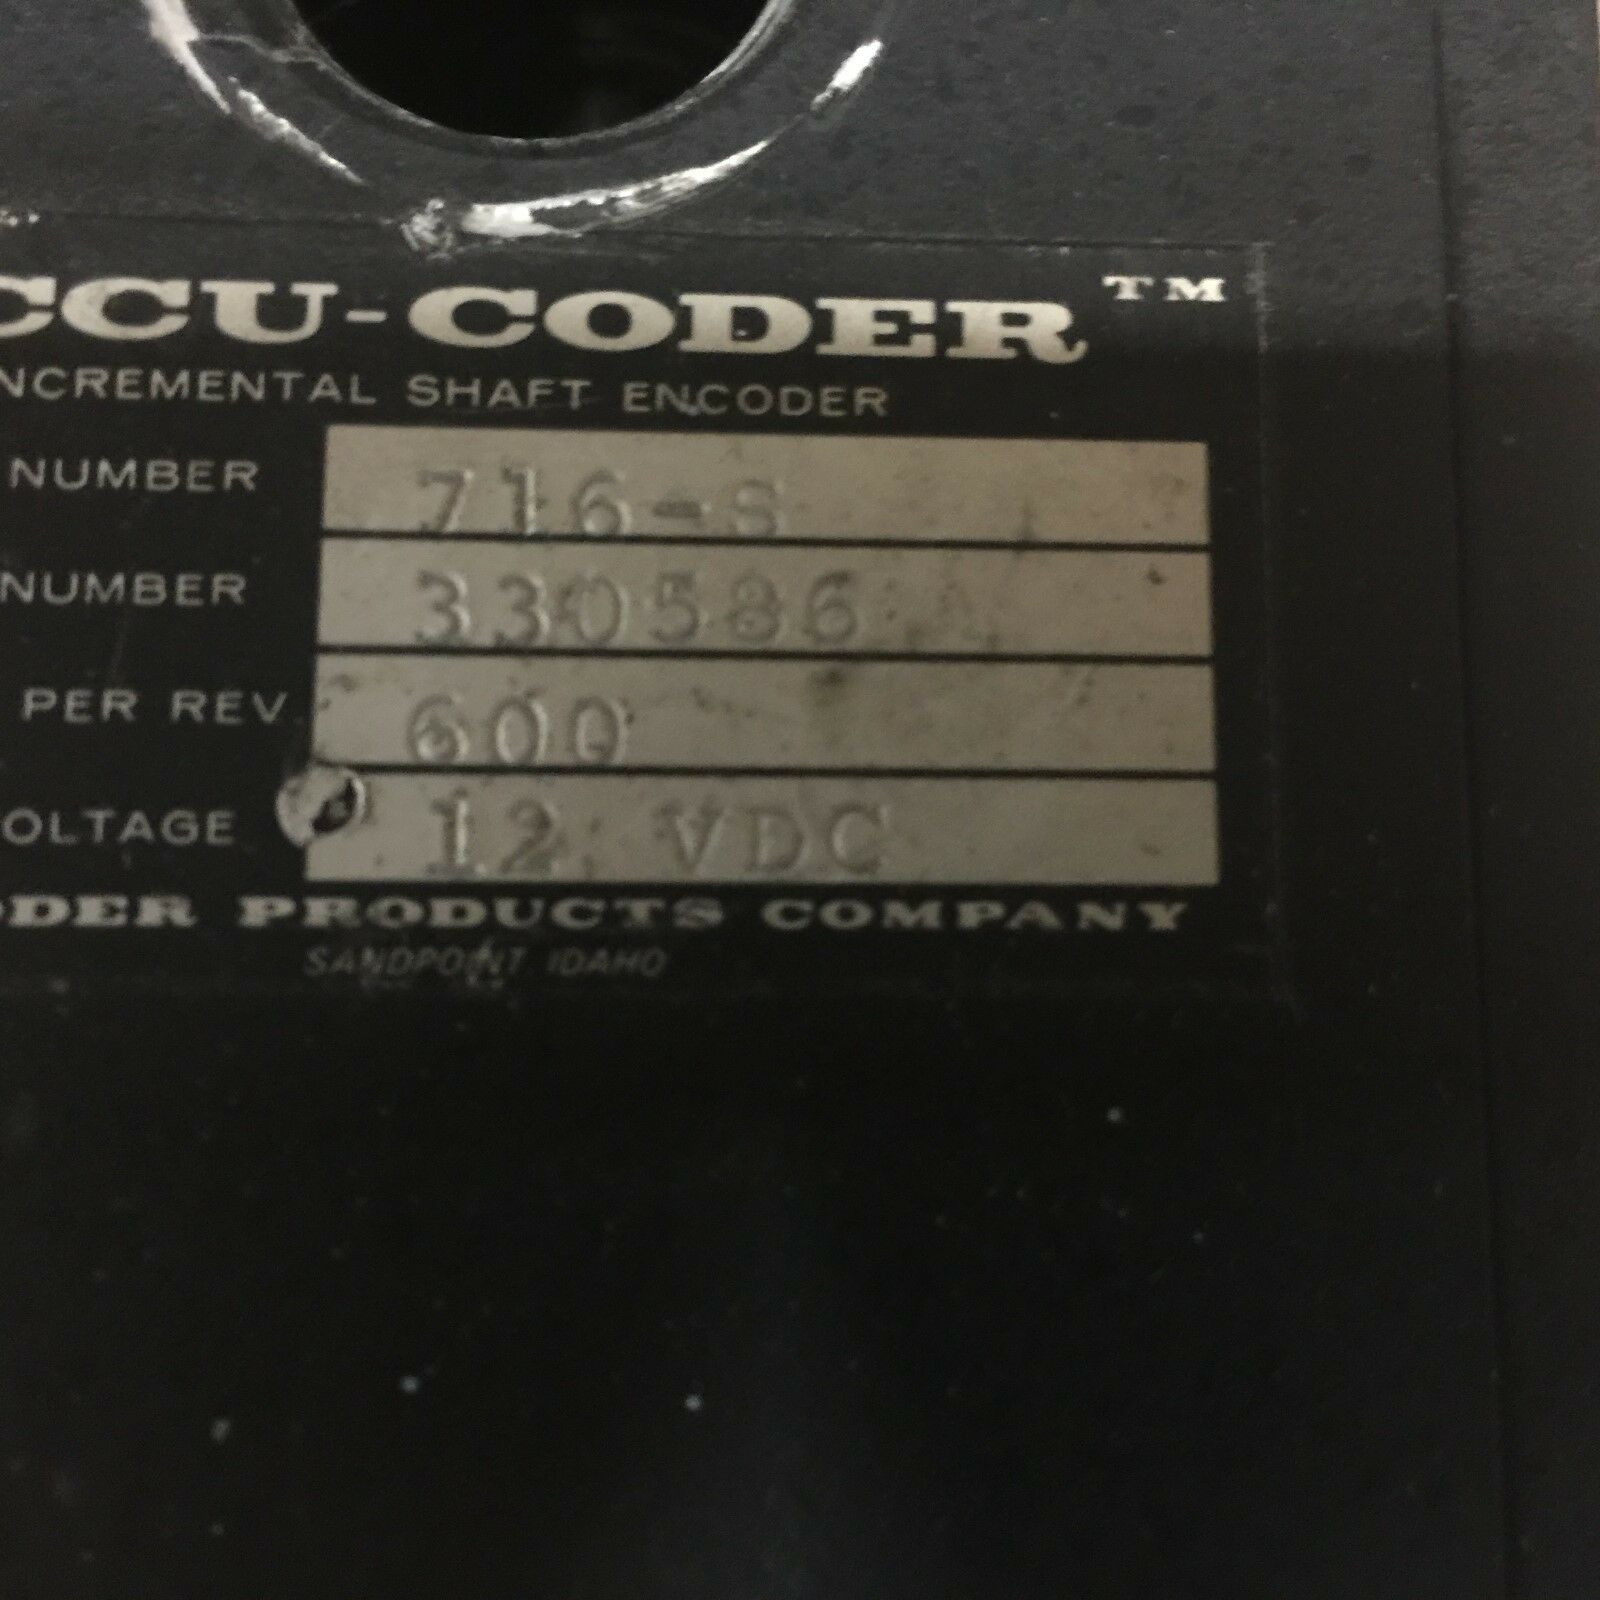 CCU-CODER™
NCREMENTAL SHAFT ENCODER
NUMBER 716-S
NUMBER 330586
PER REV. 600
OLTAGE 12 VDC
ODER PRODUCTS COMPANY
SANDPOINT IDAHO